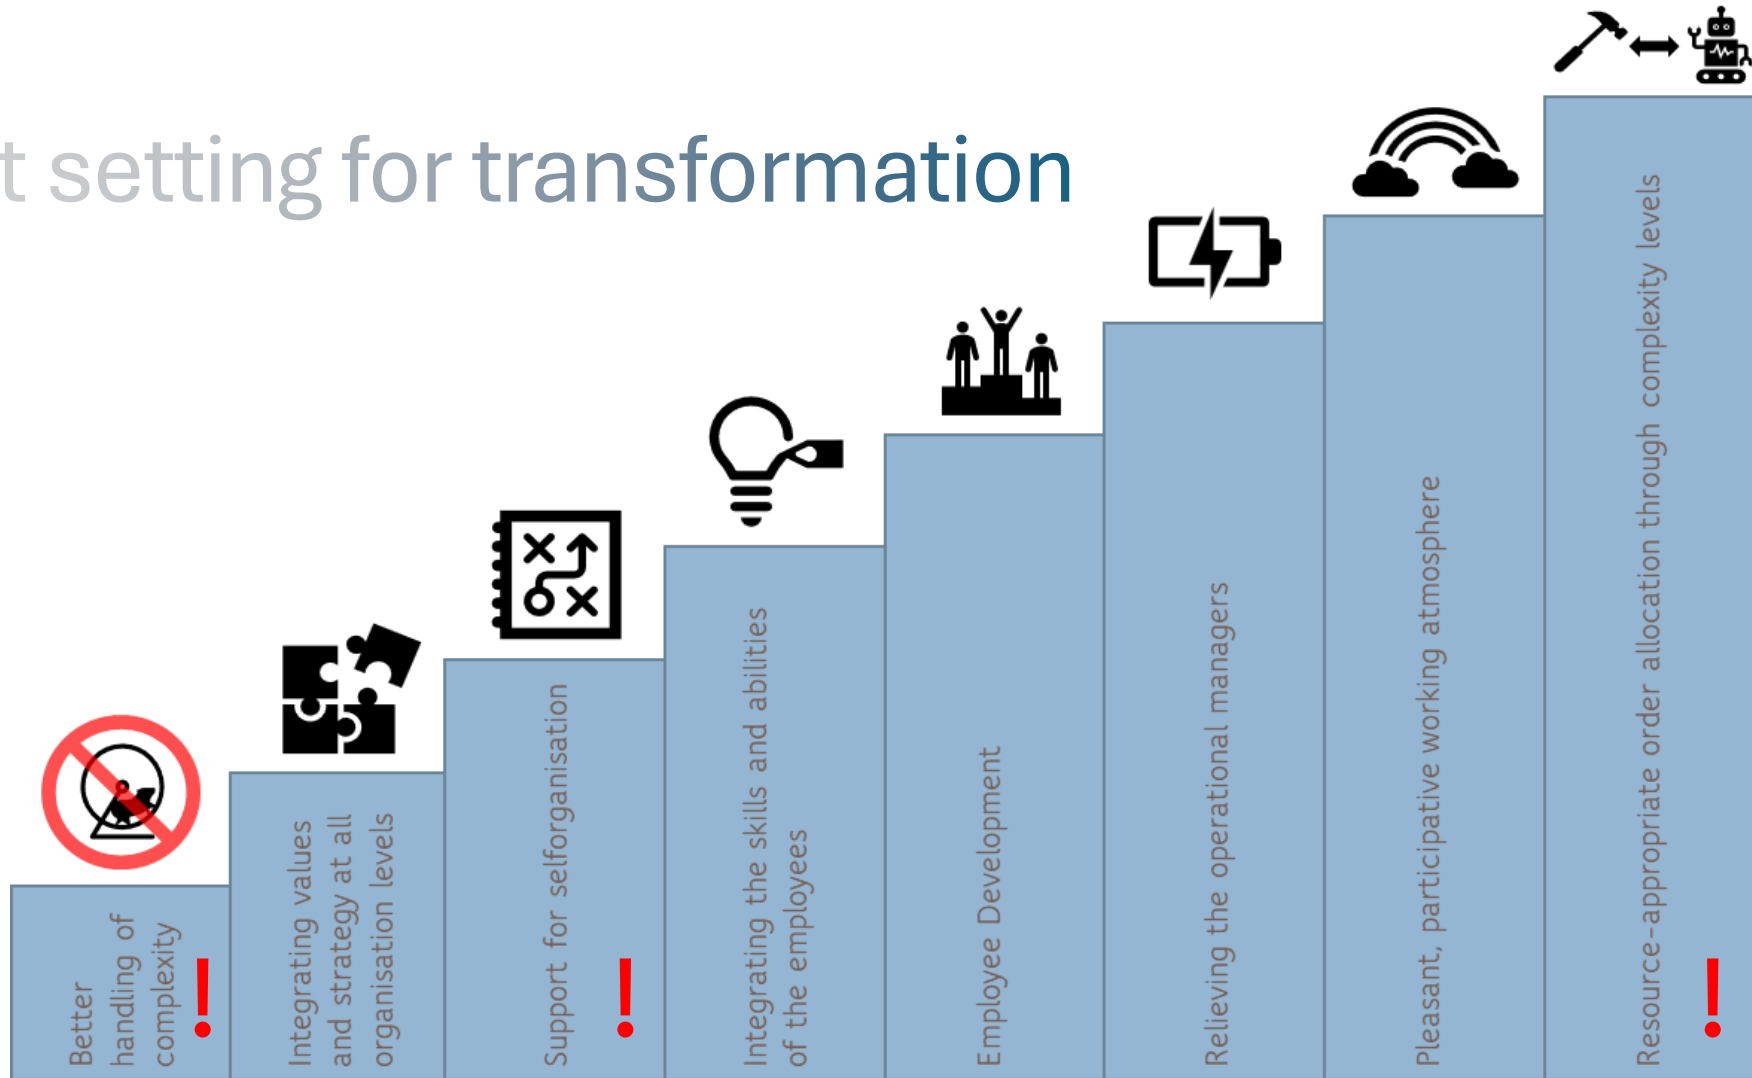 t setting for transformation
Better
handling of
complexity
!
Integrating values
and strategy at all
organisation levels
Support for selforganisation
!
Integrating the skills and abilities
of the employees
Employee Development
Relieving the operational managers
Pleasant, participative working atmosphere
Resource-appropriate order allocation through complexity levels
!